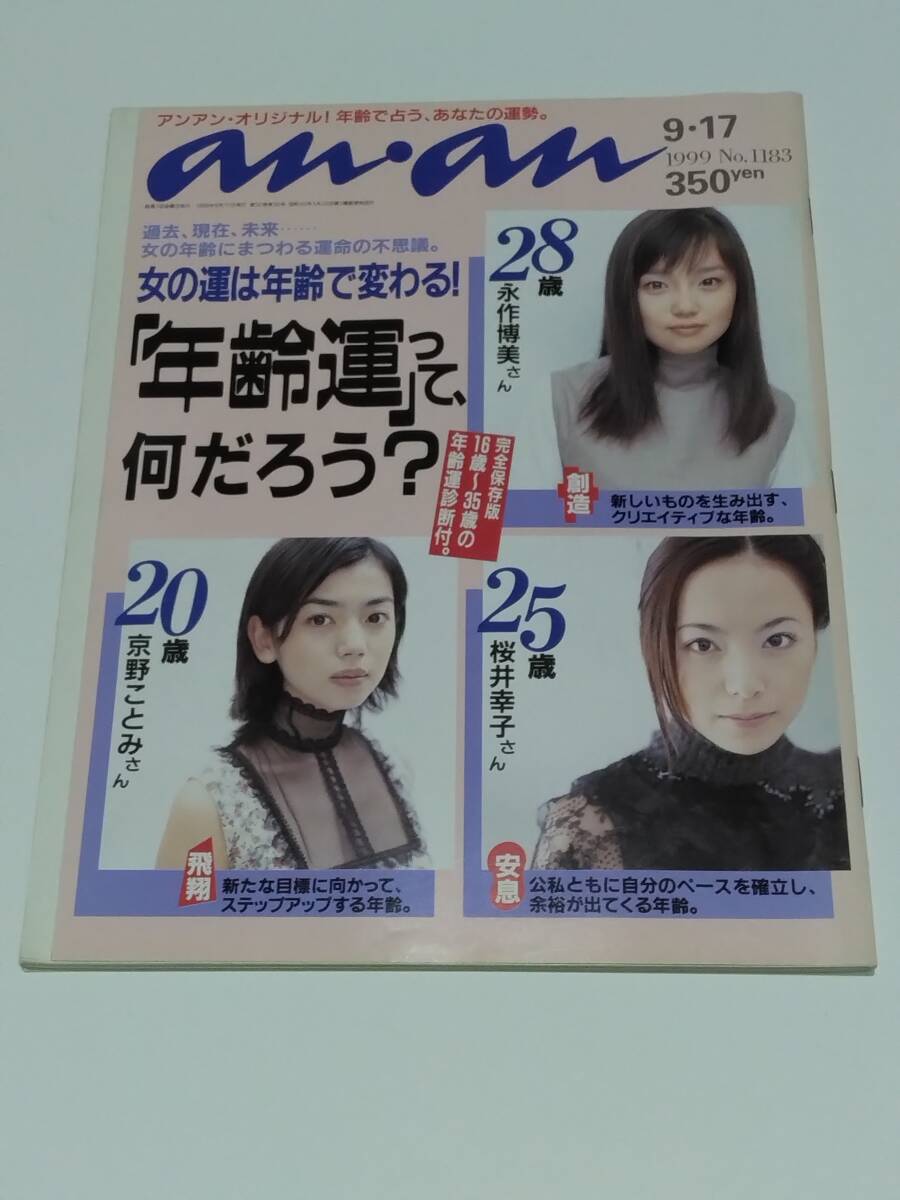 アンアン・オリジナル!年齢で占う、あなたの運勢。
an・an
9・17
1999 No.1183
350yen
過去、現在、未来……
女の年齢にまつわる運命の不思議。
女の運は年齢で変わる!
「年齢運」って、
何だろう?
完全保存版
16歳〜35歳の
年齢運診断付。
28歳
永作博美さん
創造
新しいものを生み出す、
クリエイティブな年齢。
20歳
京野ことみさん
飛翔
新たな目標に向かって、
ステップアップする年齢。
25歳
桜井幸子さん
安息
公私ともに自分のペースを確立し、
余裕が出てくる年齢。